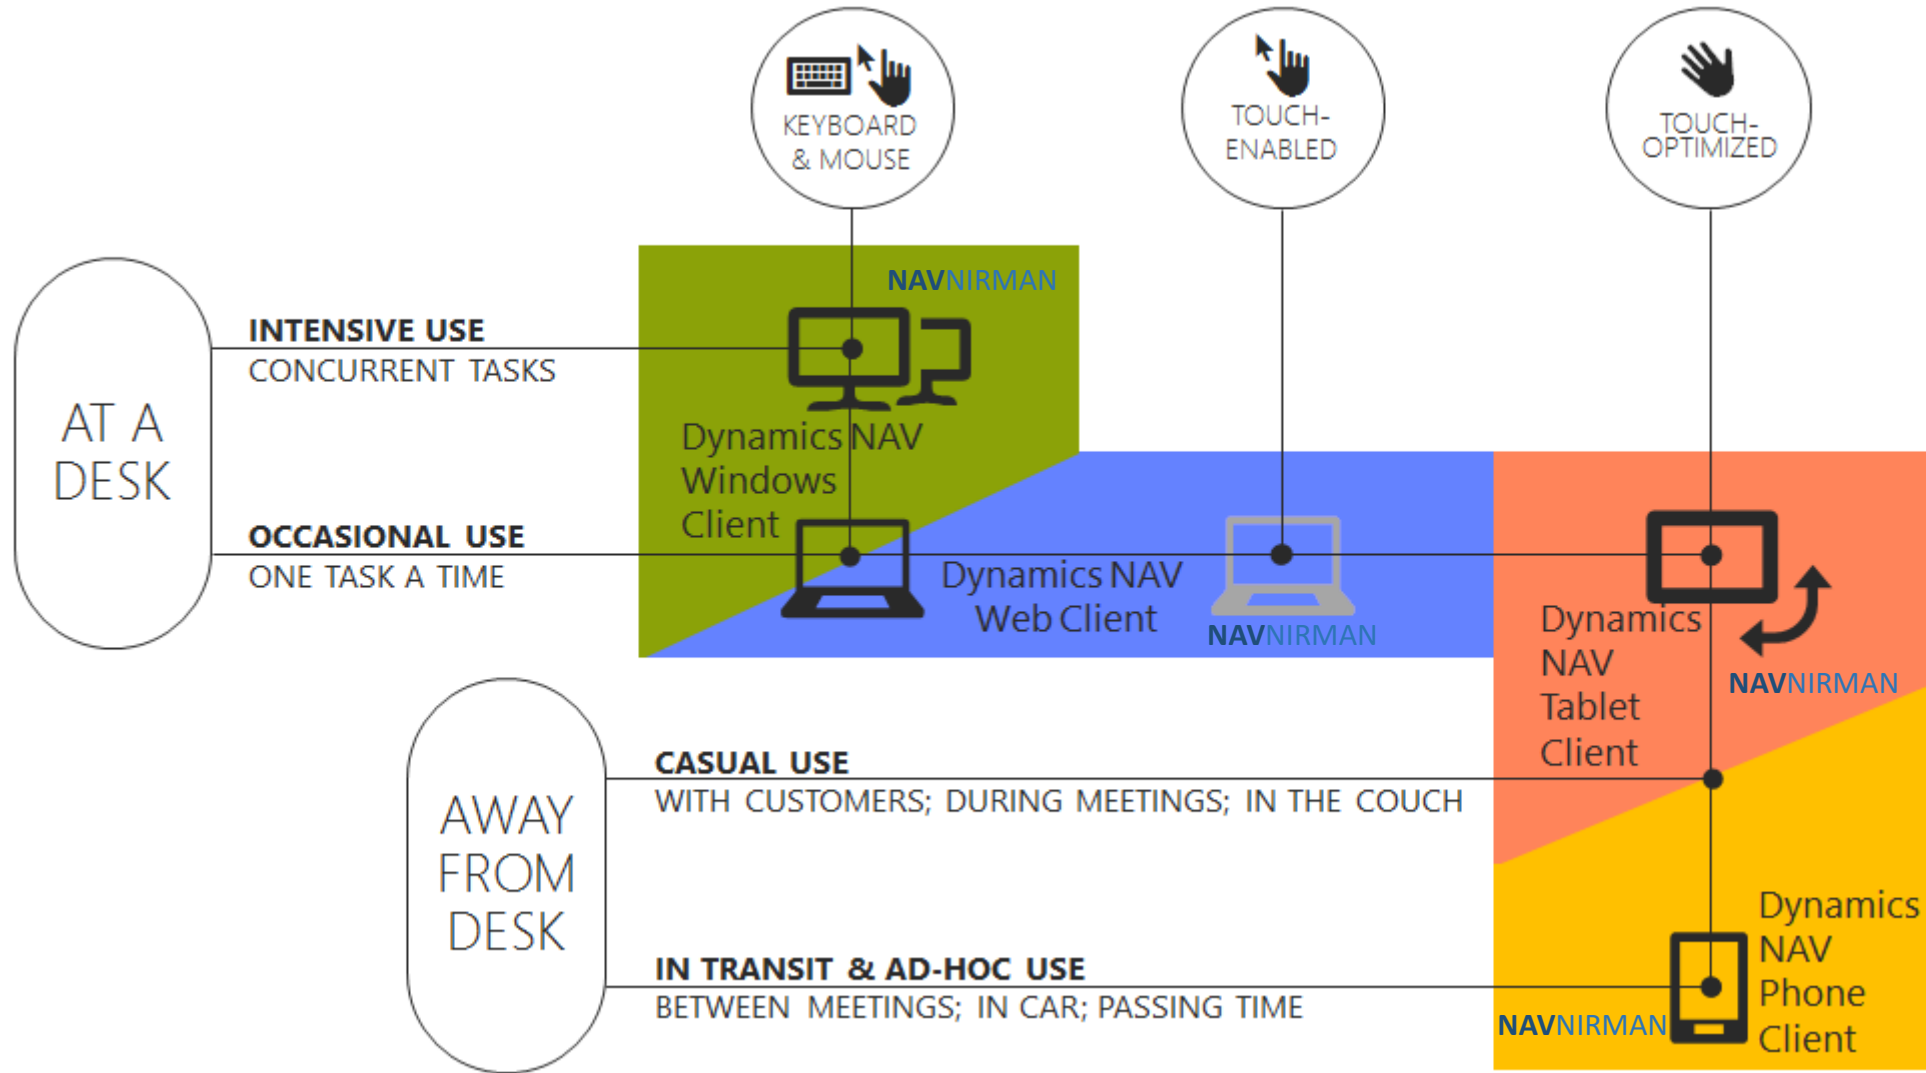 KEYBOARD
& MOUSE
TOUCH-
ENABLED
TOUCH-
OPTIMIZED
NAVNIRMAN
AT A
DESK
INTENSIVE USE
CONCURRENT TASKS
Dynamics NAV
Windows
Client
OCCASIONAL USE
ONE TASK A TIME
Dynamics NAV
Web Client
NAVNIRMAN
Dynamics
NAV
Tablet
Client
NAVNIRMAN
AWAY
FROM
DESK
CASUAL USE
WITH CUSTOMERS; DURING MEETINGS; IN THE COUCH
IN TRANSIT & AD-HOC USE
BETWEEN MEETINGS; IN CAR; PASSING TIME
Dynamics
NAV
Phone
Client
NAVNIRMAN